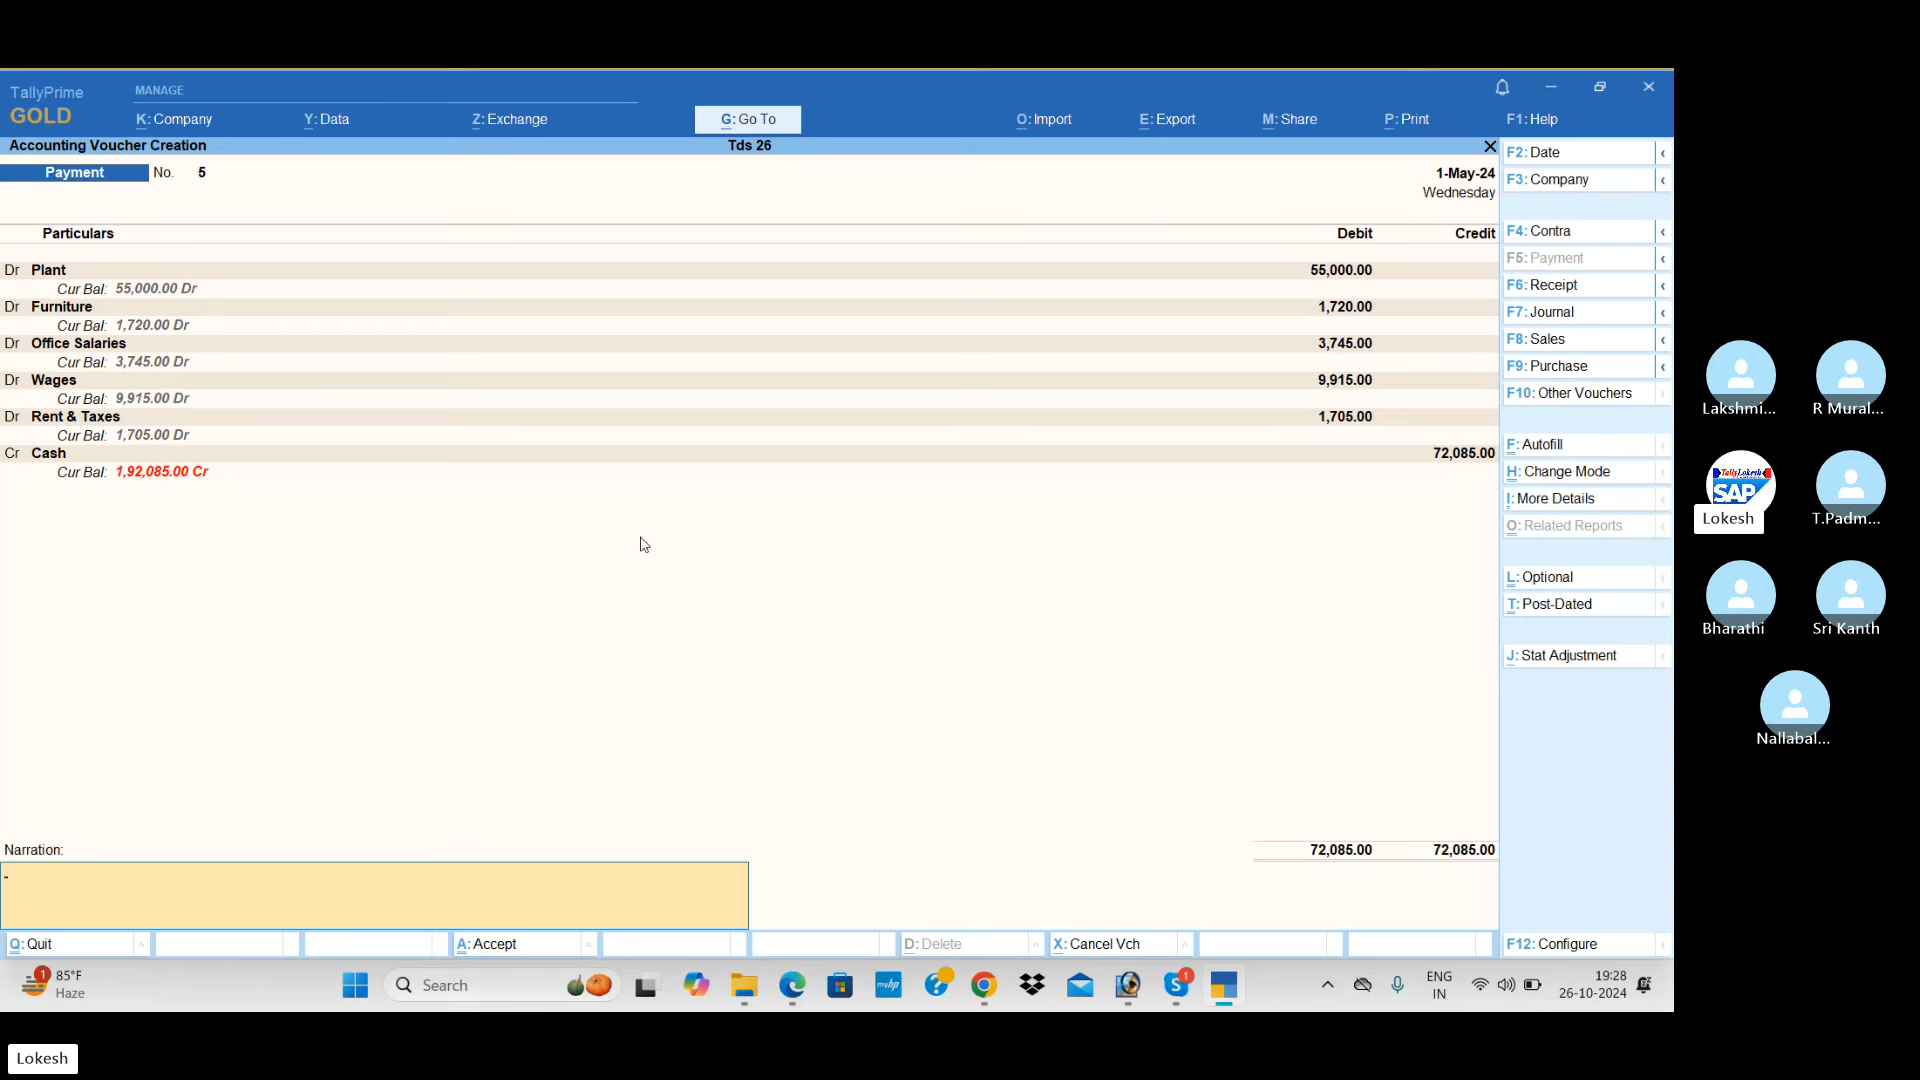 TallyPrime
GOLD
MANAGE
K: Company
Y: Data
Z: Exchange
G: Go To
O: Import
E: Export
M: Share
P: Print
F1: Help
Accounting Voucher Creation
Tds 26
Payment No. 5
1-May-24
Wednesday
Particulars Debit Credit
Dr Plant 55,000.00
Cur Bal: 55,000.00 Dr
Dr Furniture 1,720.00
Cur Bal: 1,720.00 Dr
Dr Office Salaries 3,745.00
Cur Bal: 3,745.00 Dr
Dr Wages 9,915.00
Cur Bal: 9,915.00 Dr
Dr Rent & Taxes 1,705.00
Cur Bal: 1,705.00 Dr
Cr Cash 72,085.00
Cur Bal: 1,92,085.00 Cr
Narration: 72,085.00 72,085.00
-
Q: Quit
A: Accept
D: Delete
X: Cancel Vch
F2: Date
F3: Company
F4: Contra
F5: Payment
F6: Receipt
F7: Journal
F8: Sales
F9: Purchase
F10: Other Vouchers
F: Autofill
H: Change Mode
I: More Details
O: Related Reports
L: Optional
T: Post-Dated
J: Stat Adjustment
F12: Configure
Lakshmi...
R Mural...
TallyLokesh
SAP
Lokesh
T.Padm...
Bharathi
Sri Kanth
Nallabal...
1
85°F
Haze
Search
myhp
1
ENG
IN
19:28
26-10-2024
Lokesh